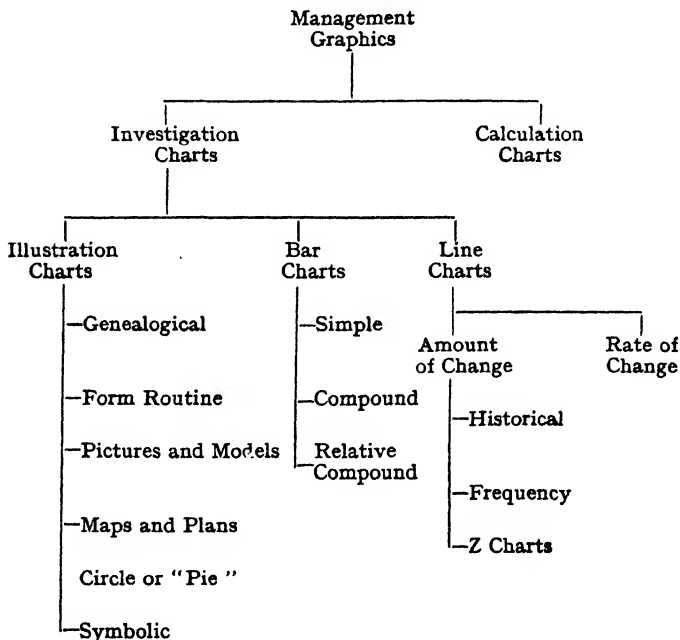 Management
Graphics
Investigation
Charts
Calculation
Charts
Illustration
Charts
Bar
Charts
Line
Charts
Genealogical
Form Routine
Pictures and Models
Maps and Plans
Circle or "Pie"
Symbolic
Simple
Compound
Relative
Compound
Amount
of Change
Rate of
Change
Historical
Frequency
Z Charts